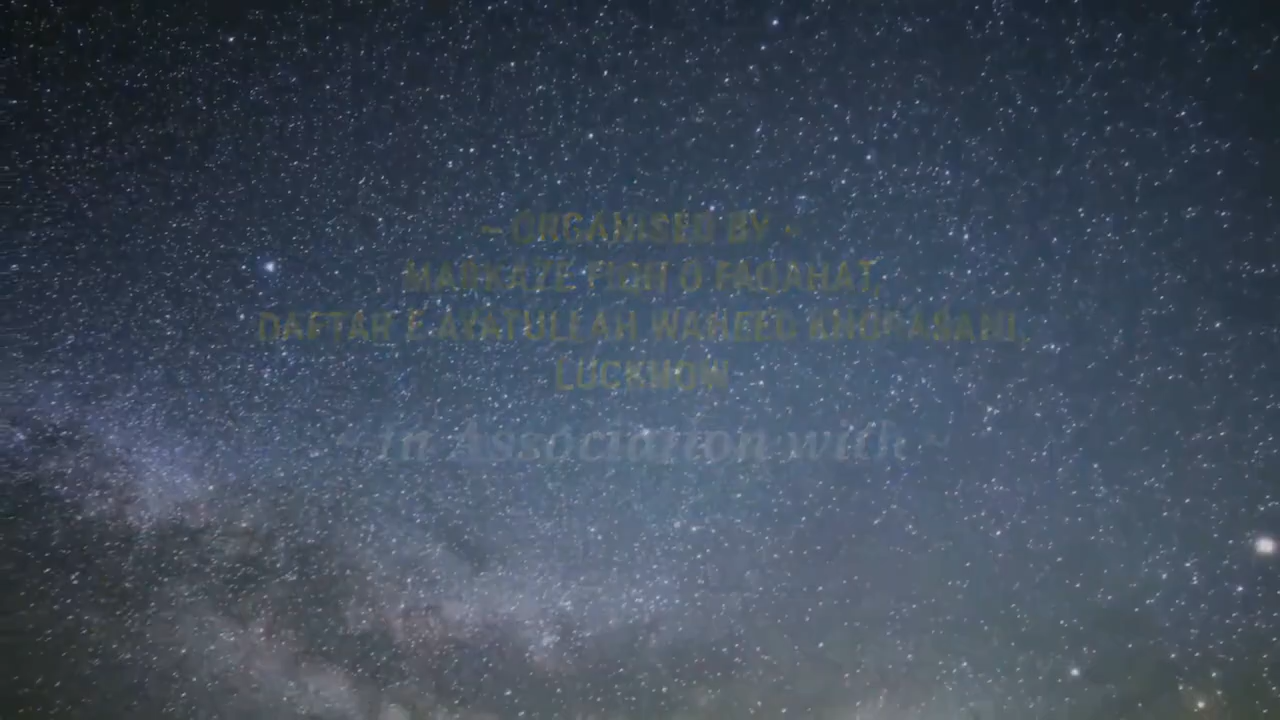 ~ ORGANISED BY ~
MARKAZE FIQH O FAQAHAT,
DAFTAR E AYATULLAH WAHEED KHORASANI,
LUCKNOW
~ In Association with ~